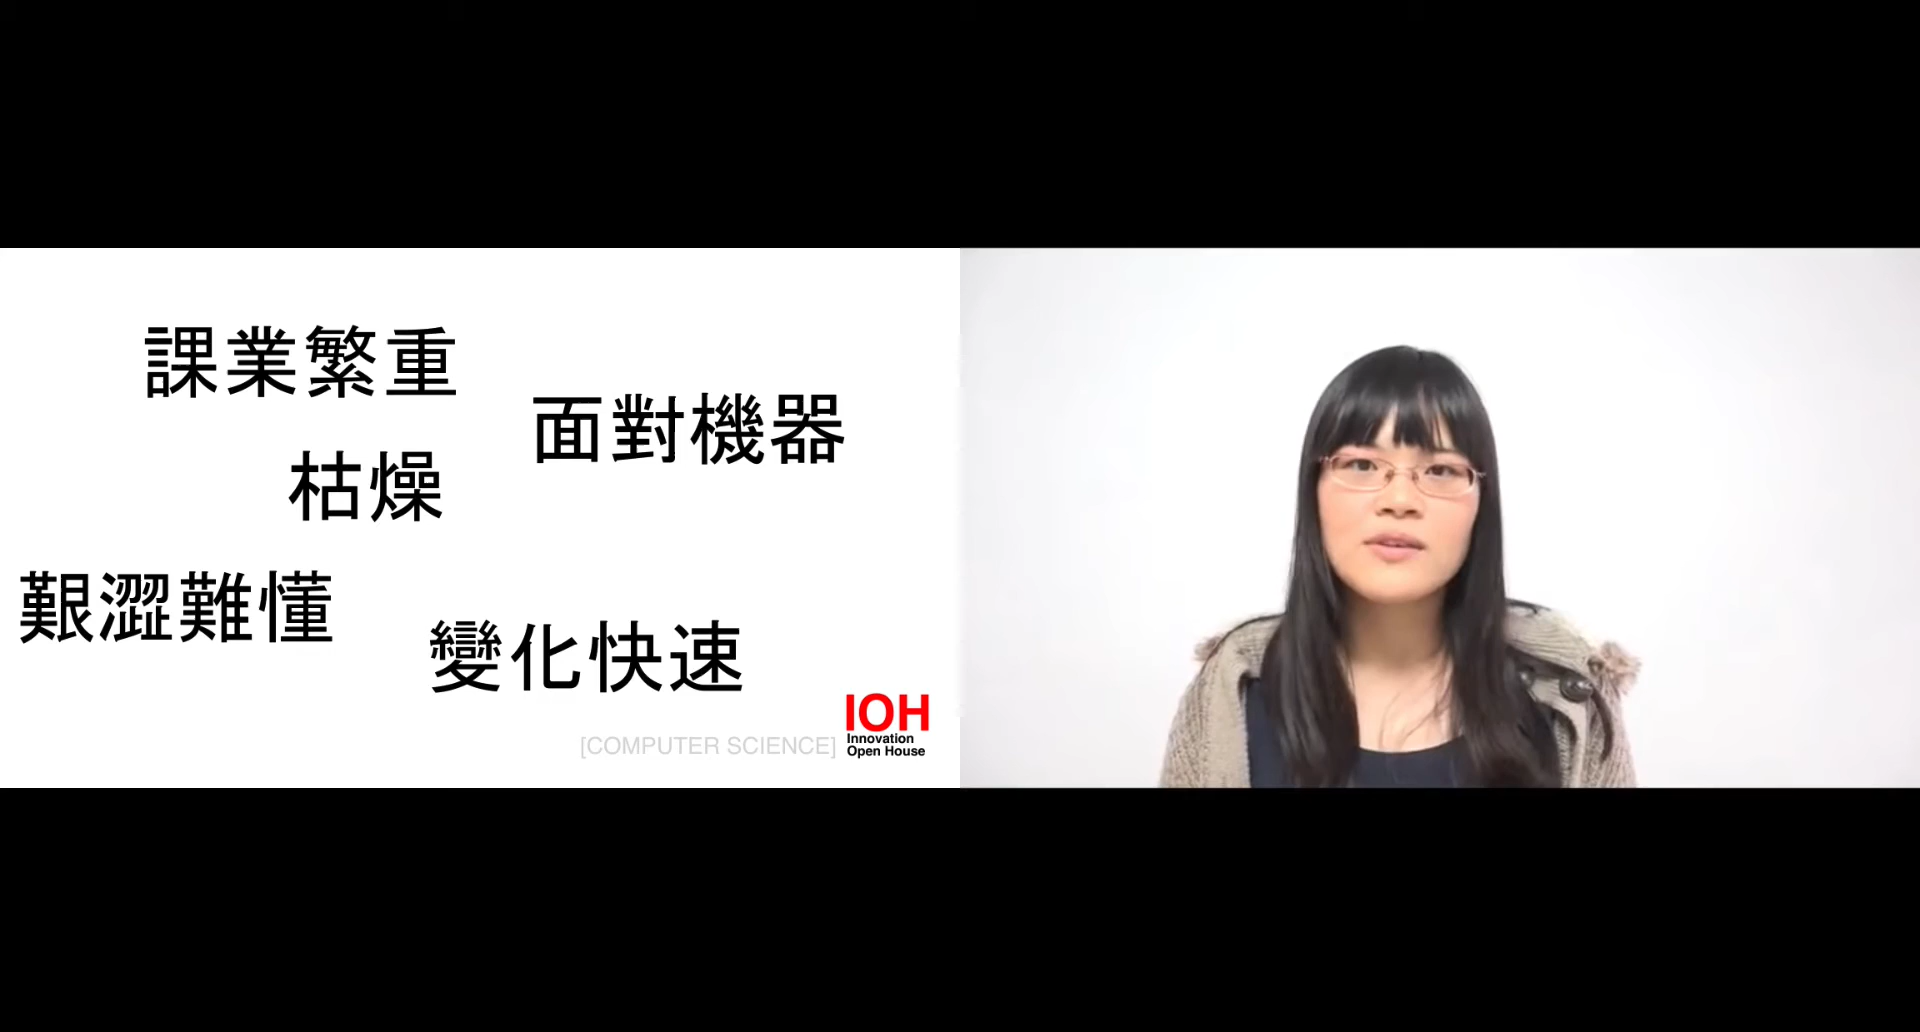 課業繁重
面對機器
枯燥
艱澀難懂
變化快速
[COMPUTER SCIENCE]
IOH
Innovation
Open House